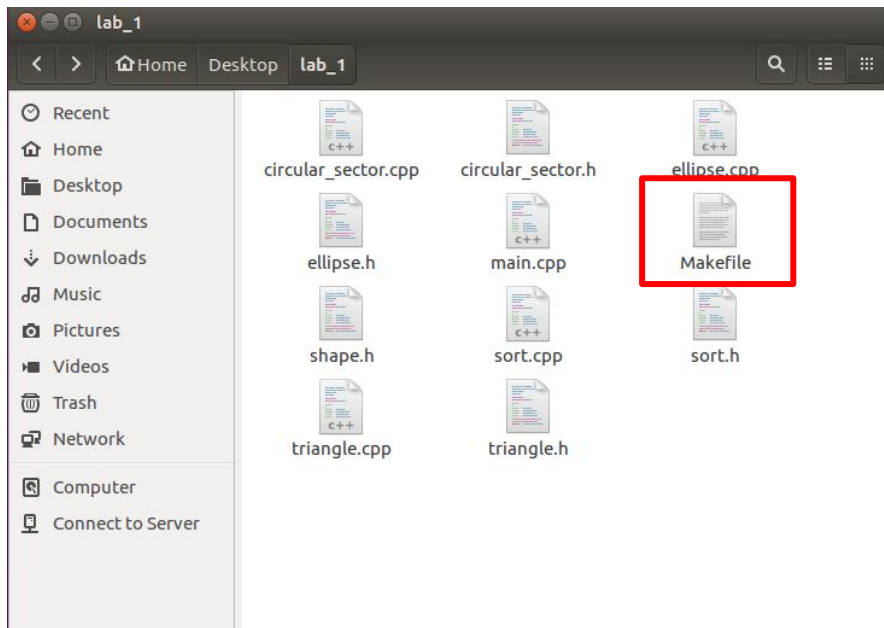 lab_1
Home Desktop lab_1
Recent
Home
Desktop
Documents
Downloads
Music
Pictures
Videos
Trash
Network
Computer
Connect to Server
C++ C++
circular_sector.cpp circular_sector.h ellipse.cpp
C++
ellipse.h main.cpp Makefile
C++
shape.h sort.cpp sort.h
C++
triangle.cpp triangle.h